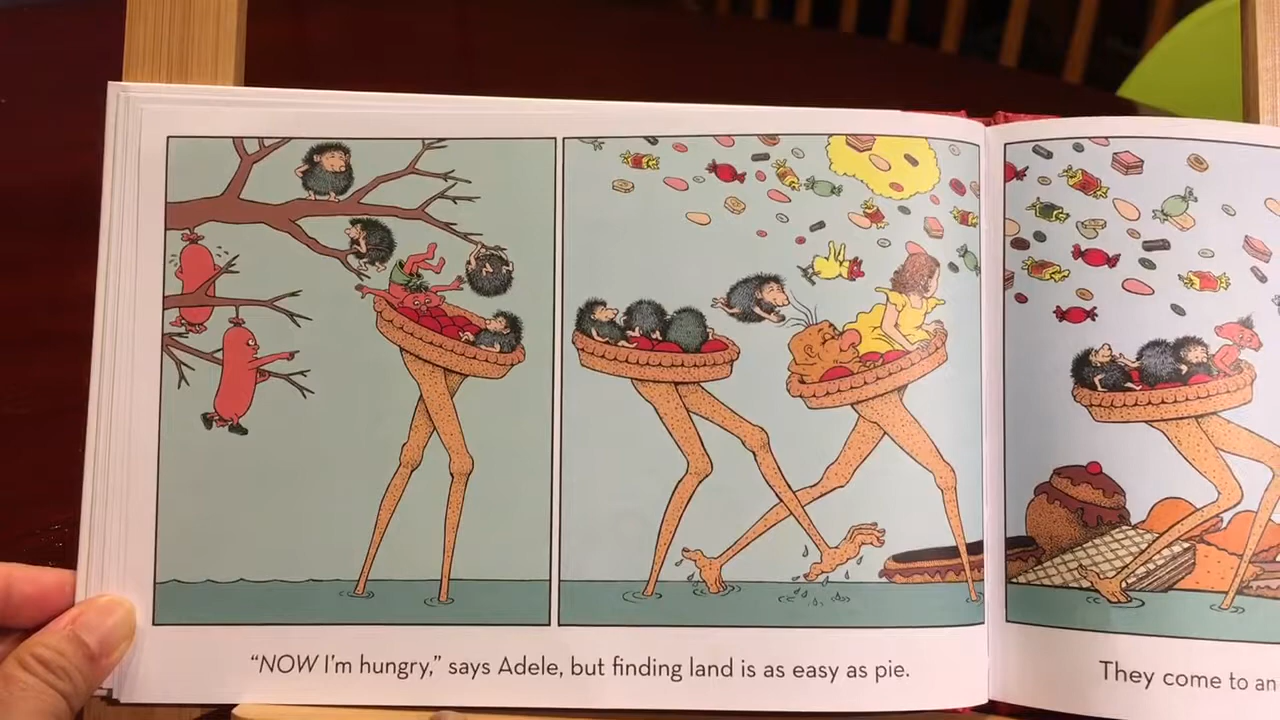 “NOW I’m hungry,” says Adele, but finding land is as easy as pie.
They come to an